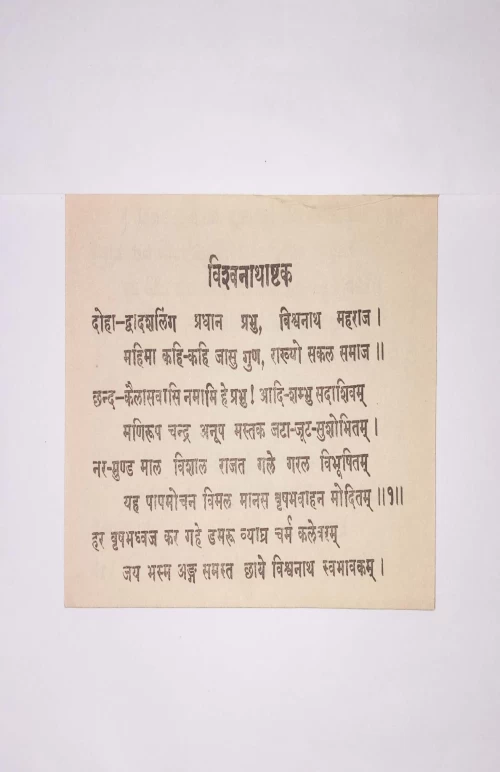 विश्वनाथाष्टक
दोहा–द्वादशलिंग प्रधान प्रभु, विश्वनाथ महराज।
महिमा कहि-कहि जासु गुण, राख्यो सकल समाज॥
छन्द–कैलासवासि नमामि हे प्रभु! आदि-शम्भु सदाशिवम्
मणिरूप चन्द्र अनूप मस्तक जटा-जूट-सुशोभितम्।
नर-मुण्ड माल विशाल राजत गले गरल विभूषितम्
यह पापमोचन विमल मानस वृषभवाहन मोदितम्॥१॥
हर वृषभध्वज कर गहे डमरू व्याघ्र चर्म कलेवरम्
जय भस्म अङ्ग समस्त छाये विश्वनाथ स्वभावकम्।